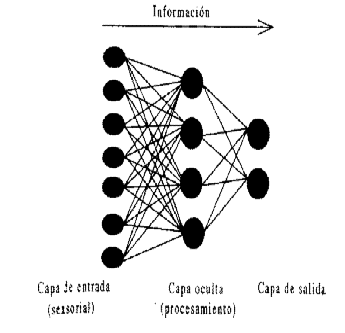 Información
Capa de entrada
(sensorial)
Capa oculta
(procesamiento)
Capa de salida